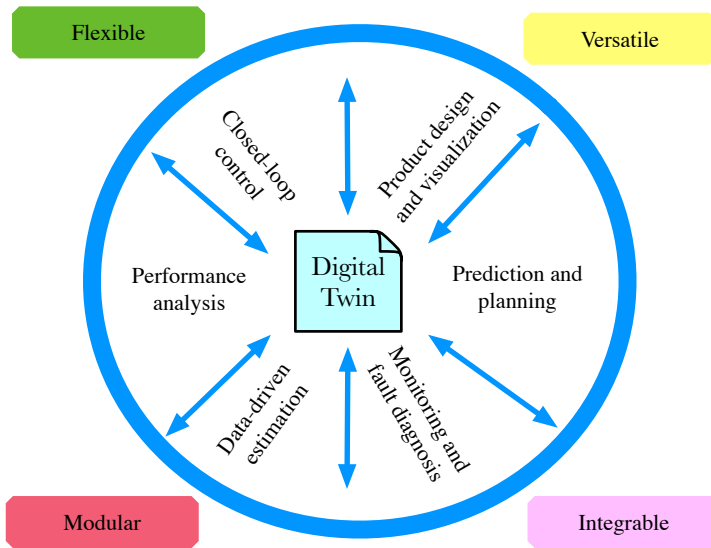 Flexible
Versatile
Closed-loop
control
Product design
and visualization
Performance
analysis
Digital
Twin
Prediction and
planning
Data-driven
estimation
Monitoring and
fault diagnosis
Modular
Integrable